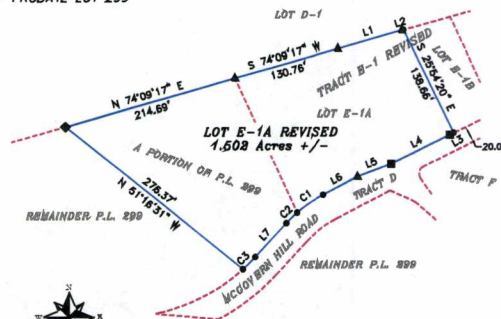 PROBATE LOT 299
LOT D-1
L2
L1
S 74°09'17" W
130.76'
TRACT E-1 REVISED
LOT E-1B
S 25°54'20" E
138.66'
N 74°09'17" E
214.69'
LOT E-1A
LOT E-1A REVISED
1.502 Acres +/-
L3
20.0
L4
A PORTION OF P.L. 299
L5
L6
TRACT D
TRACT F
276.37'
N 51°16'31" W
C1
C2
REMAINDER P.L. 299
L7
C3
MCGOVERN HILL ROAD
REMAINDER P.L. 299
N